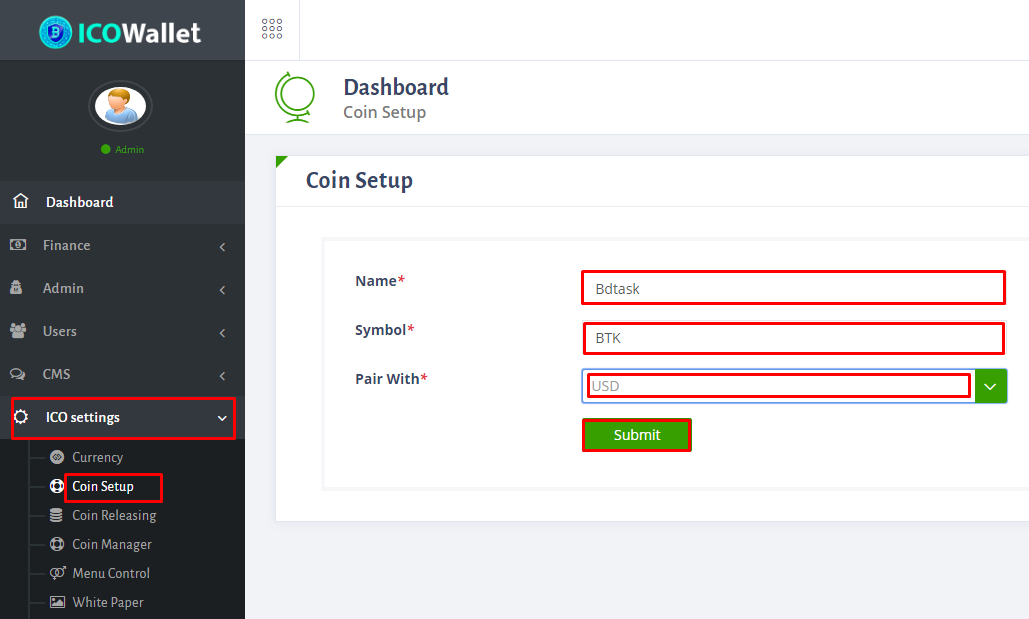 ICOWallet
Admin
Dashboard
Finance
Admin
Users
CMS
ICO settings
Currency
Coin Setup
Coin Releasing
Coin Manager
Menu Control
White Paper
Dashboard
Coin Setup
Coin Setup
Name*
Bdtask
Symbol*
BTK
Pair With*
USD
Submit